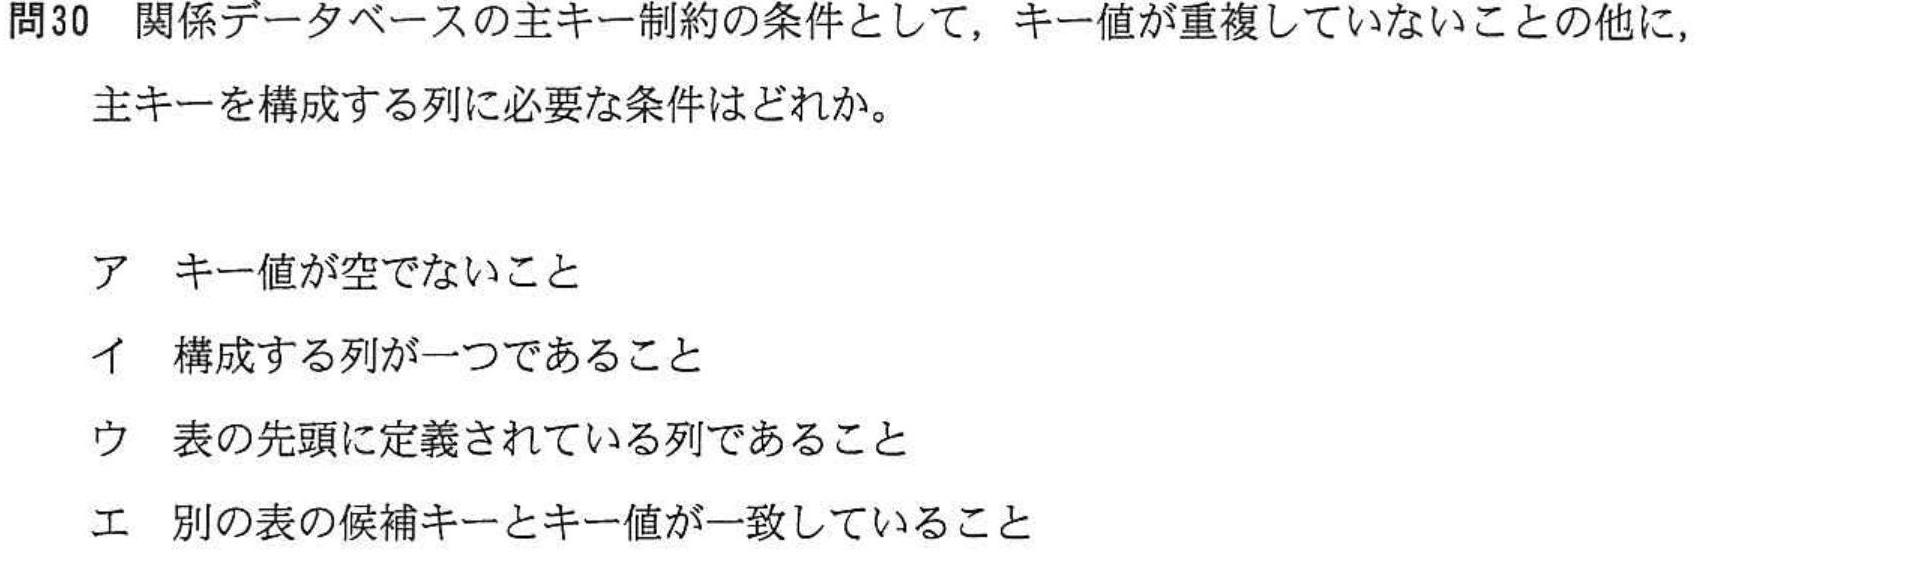 問30　関係データベースの主キー制約の条件として，キー値が重複していないことの他に，
主キーを構成する列に必要な条件はどれか。
ア　キー値が空でないこと
イ　構成する列が一つであること
ウ　表の先頭に定義されている列であること
エ　別の表の候補キーとキー値が一致していること